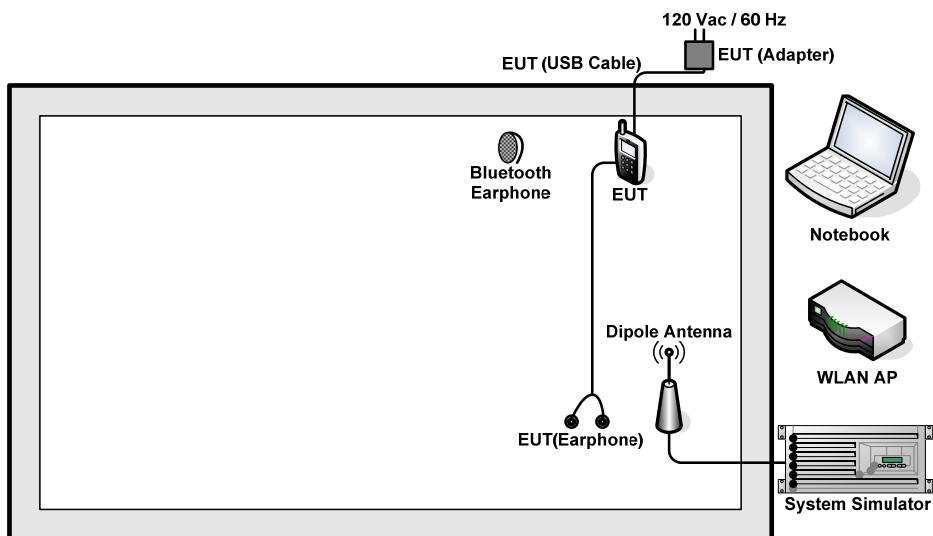 120 Vac / 60 Hz
EUT (USB Cable)
EUT (Adapter)
Bluetooth
Earphone
EUT
Notebook
Dipole Antenna
WLAN AP
EUT(Earphone)
System Simulator